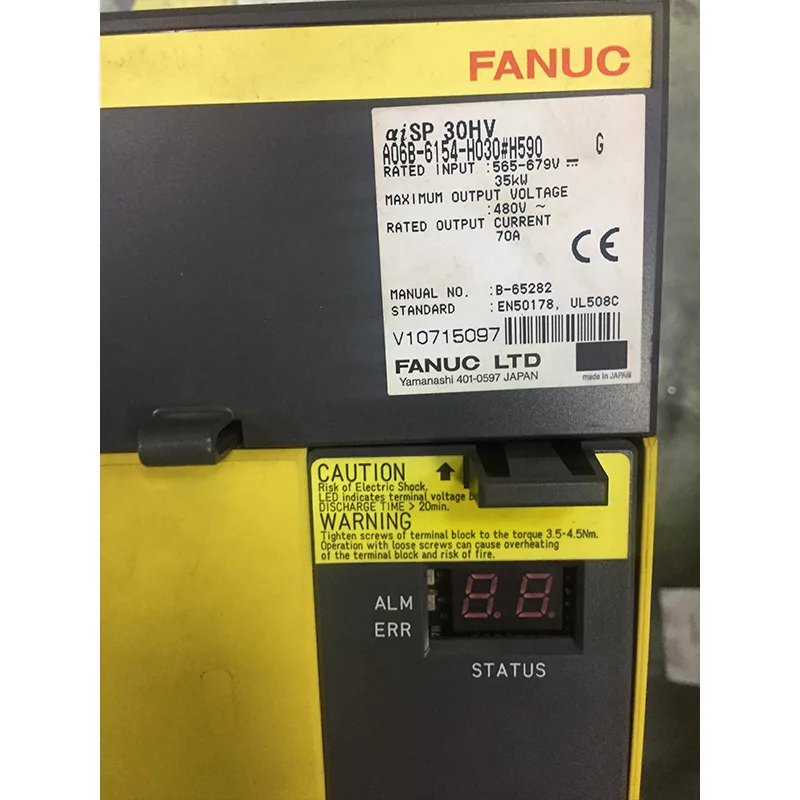 FANUC
αiSP 30HV
A06B-6154-H030#H590 G
RATED INPUT :565-679V ⎓
35kW
MAXIMUM OUTPUT VOLTAGE
:480V ~
RATED OUTPUT CURRENT
70A
CE
MANUAL NO. :B-65282
STANDARD :EN50178, UL508C
V10715097
FANUC LTD
Yamanashi 401-0597 JAPAN
made in JAPAN
CAUTION
Risk of Electric Shock.
LED indicates terminal voltage
DISCHARGE TIME > 20min.
WARNING
Tighten screws of terminal block to the torque 3.5-4.5Nm.
Operation with loose screws can cause overheating
of the terminal block and risk of fire.
8.8.
ALM
ERR
STATUS